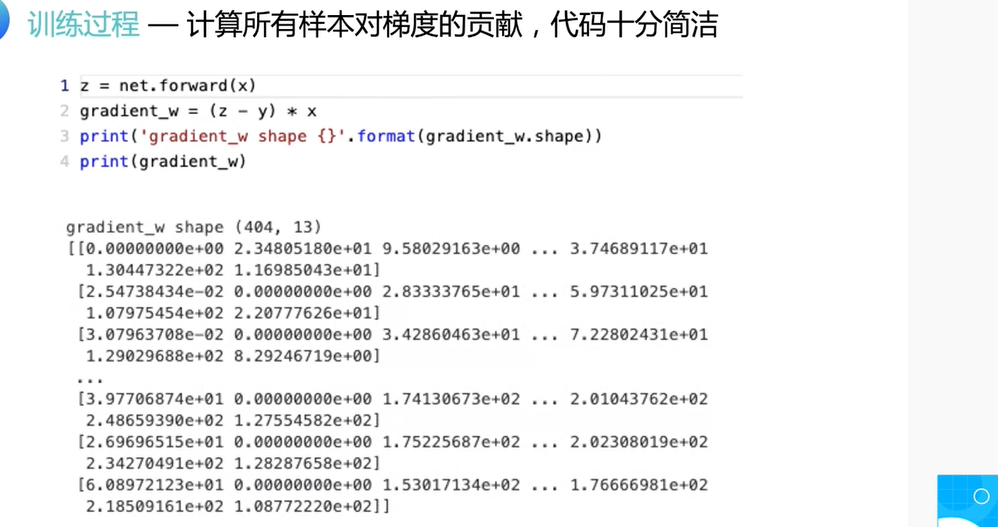 训练过程 — 计算所有样本对梯度的贡献，代码十分简洁
1 z = net.forward(x)
2 gradient_w = (z - y) * x
3 print('gradient_w shape {}'.format(gradient_w.shape))
4 print(gradient_w)
gradient_w shape (404, 13)
[[0.00000000e+00 2.34805180e+01 9.58029163e+00 ... 3.74689117e+01
1.30447322e+02 1.16985043e+01]
[2.54738434e-02 0.00000000e+00 2.83333765e+01 ... 5.97311025e+01
1.07975454e+02 2.20777626e+01]
[3.07963708e-02 0.00000000e+00 3.42860463e+01 ... 7.22802431e+01
1.29029688e+02 8.29246719e+00]
...
[3.97706874e+01 0.00000000e+00 1.74130673e+02 ... 2.01043762e+02
2.48659390e+02 1.27554582e+02]
[2.69696515e+01 0.00000000e+00 1.75225687e+02 ... 2.02308019e+02
2.34270491e+02 1.28287658e+02]
[6.08972123e+01 0.00000000e+00 1.53017134e+02 ... 1.76666981e+02
2.18509161e+02 1.08772220e+02]]